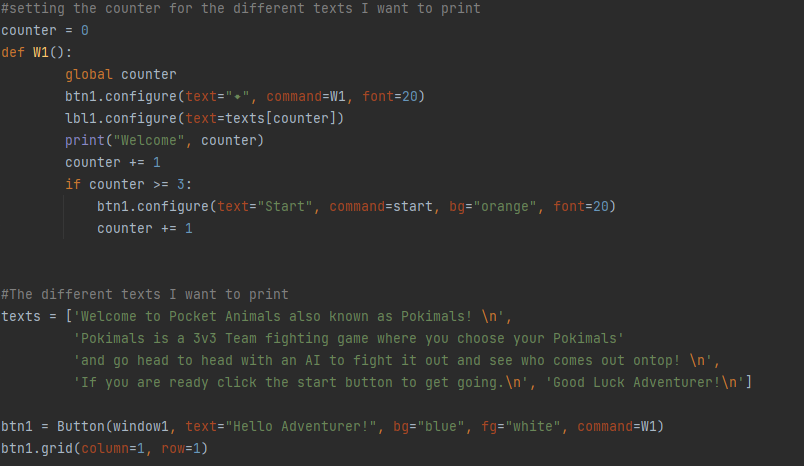 #setting the counter for the different texts I want to print
counter = 0
def W1():
        global counter
        btn1.configure(text="✦", command=W1, font=20)
        lbl1.configure(text=texts[counter])
        print("Welcome", counter)
        counter += 1
        if counter >= 3:
            btn1.configure(text="Start", command=start, bg="orange", font=20)
            counter += 1
#The different texts I want to print
texts = ['Welcome to Pocket Animals also known as Pokimals! \n',
         'Pokimals is a 3v3 Team fighting game where you choose your Pokimals'
         'and go head to head with an AI to fight it out and see who comes out ontop! \n',
         'If you are ready click the start button to get going.\n', 'Good Luck Adventurer!\n']
btn1 = Button(window1, text="Hello Adventurer!", bg="blue", fg="white", command=W1)
btn1.grid(column=1, row=1)